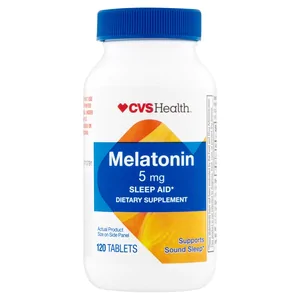 CVSHealth.
Melatonin
5 mg
SLEEP AID*
DIETARY SUPPLEMENT
Actual Product
Size on Side Panel
120 TABLETS
Supports
Sound Sleep*